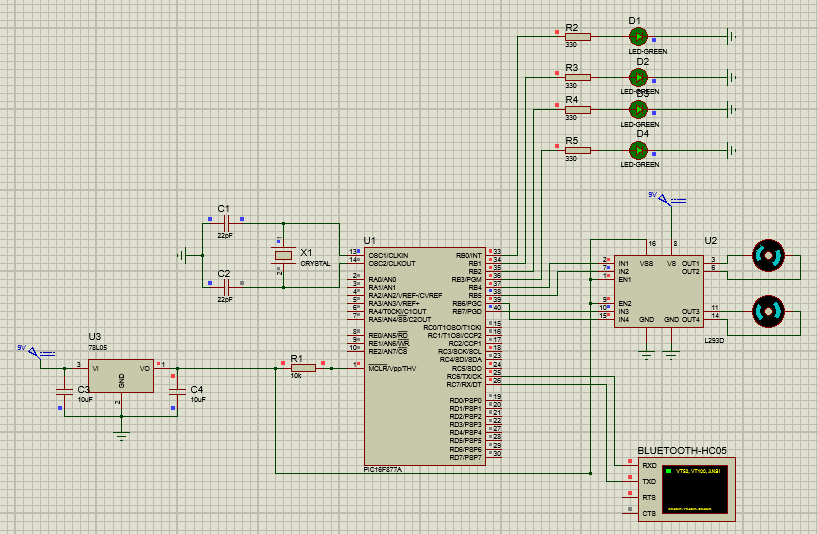 R2
330
D1
LED-GREEN
R3
330
D2
LED-GREEN
R4
330
D3
LED-GREEN
R5
330
D4
LED-GREEN
C1
22pF
X1
CRYSTAL
1
2
C2
22pF
U3
78L05
9V
3 VI VO 1
GND
2
C3
10uF
C4
10uF
R1
10k
U1
13 OSC1/CLKIN
14 OSC2/CLKOUT
2 RA0/AN0
3 RA1/AN1
4 RA2/AN2/VREF-/CVREF
5 RA3/AN3/VREF+
6 RA4/T0CKI/C1OUT
7 RA5/AN4/SS/C2OUT
8 RE0/AN5/RD
9 RE1/AN6/WR
10 RE2/AN7/CS
1 MCLR/Vpp/THV
RB0/INT 33
RB1 34
RB2 35
RB3/PGM 36
RB4 37
RB5 38
RB6/PGC 39
RB7/PGD 40
RC0/T1OSO/T1CKI 15
RC1/T1OSI/CCP2 16
RC2/CCP1 17
RC3/SCK/SCL 18
RC4/SDI/SDA 23
RC5/SDO 24
RC6/TX/CK 25
RC7/RX/DT 26
RD0/PSP0 19
RD1/PSP1 20
RD2/PSP2 21
RD3/PSP3 22
RD4/PSP4 27
RD5/PSP5 28
RD6/PSP6 29
RD7/PSP7 30
PIC16F877A
9V
U2
16 8
VSS VS
2 IN1
7 IN2
1 EN1
9 EN2
10 IN3
15 IN4
OUT1 3
OUT2 6
OUT3 11
OUT4 14
GND GND
L293D
BLUETOOTH-HC05
RXD
TXD
RTS
CTS
VT52, VT100, ANSI